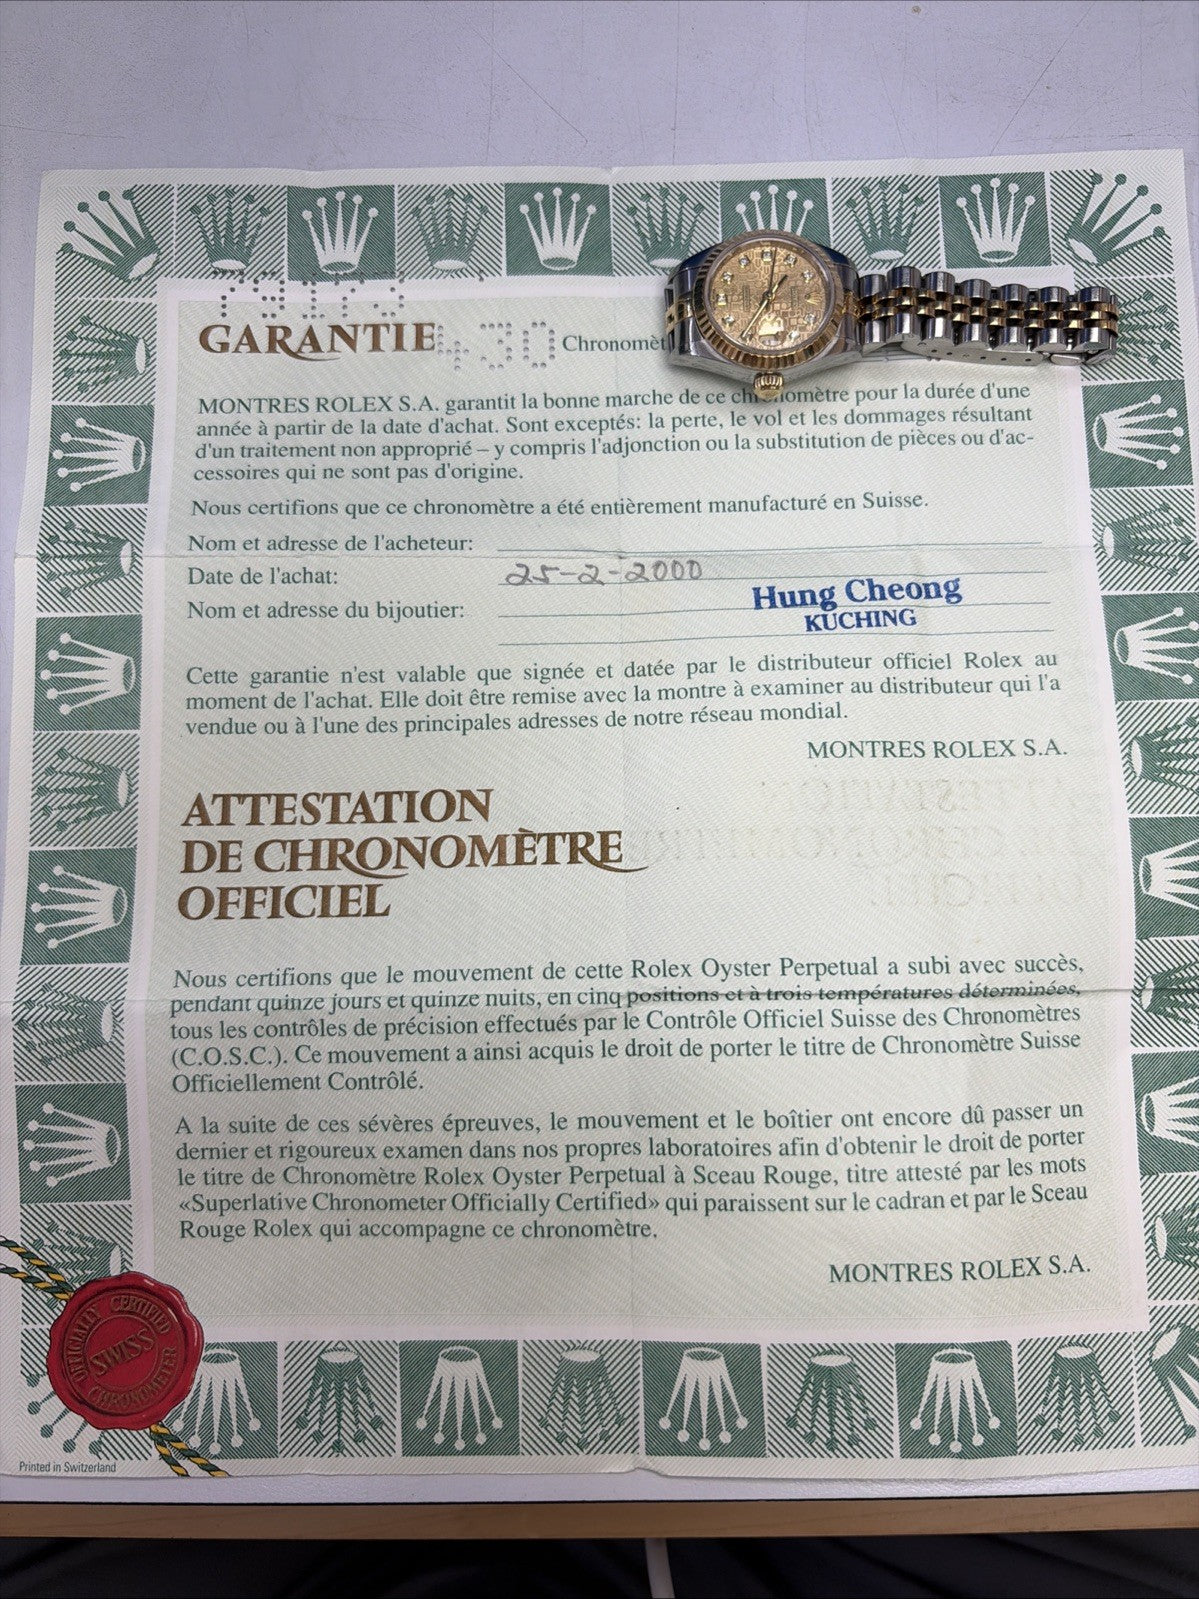 79173
GARANTIE 430 Chronomèt
MONTRES ROLEX S.A. garantit la bonne marche de ce chronomètre pour la durée d'une
année à partir de la date d'achat. Sont exceptés: la perte, le vol et les dommages résultant
d'un traitement non approprié – y compris l'adjonction ou la substitution de pièces ou d'ac-
cessoires qui ne sont pas d'origine.
Nous certifions que ce chronomètre a été entièrement manufacturé en Suisse.
Nom et adresse de l'acheteur:
Date de l'achat: 25-2-2000
Nom et adresse du bijoutier: Hung Cheong
KUCHING
Cette garantie n'est valable que signée et datée par le distributeur officiel Rolex au
moment de l'achat. Elle doit être remise avec la montre à examiner au distributeur qui l'a
vendue ou à l'une des principales adresses de notre réseau mondial.
MONTRES ROLEX S.A.
ATTESTATION
DE CHRONOMÈTRE
OFFICIEL
Nous certifions que le mouvement de cette Rolex Oyster Perpetual a subi avec succès,
pendant quinze jours et quinze nuits, en cinq positions et à trois températures déterminées,
tous les contrôles de précision effectués par le Contrôle Officiel Suisse des Chronomètres
(C.O.S.C.). Ce mouvement a ainsi acquis le droit de porter le titre de Chronomètre Suisse
Officiellement Contrôlé.
A la suite de ces sévères épreuves, le mouvement et le boîtier ont encore dû passer un
dernier et rigoureux examen dans nos propres laboratoires afin d'obtenir le droit de porter
le titre de Chronomètre Rolex Oyster Perpetual à Sceau Rouge, titre attesté par les mots
«Superlative Chronometer Officially Certified» qui paraissent sur le cadran et par le Sceau
Rouge Rolex qui accompagne ce chronomètre.
MONTRES ROLEX S.A.
OFFICIALLY CERTIFIED
SWISS
CHRONOMETER
Printed in Switzerland